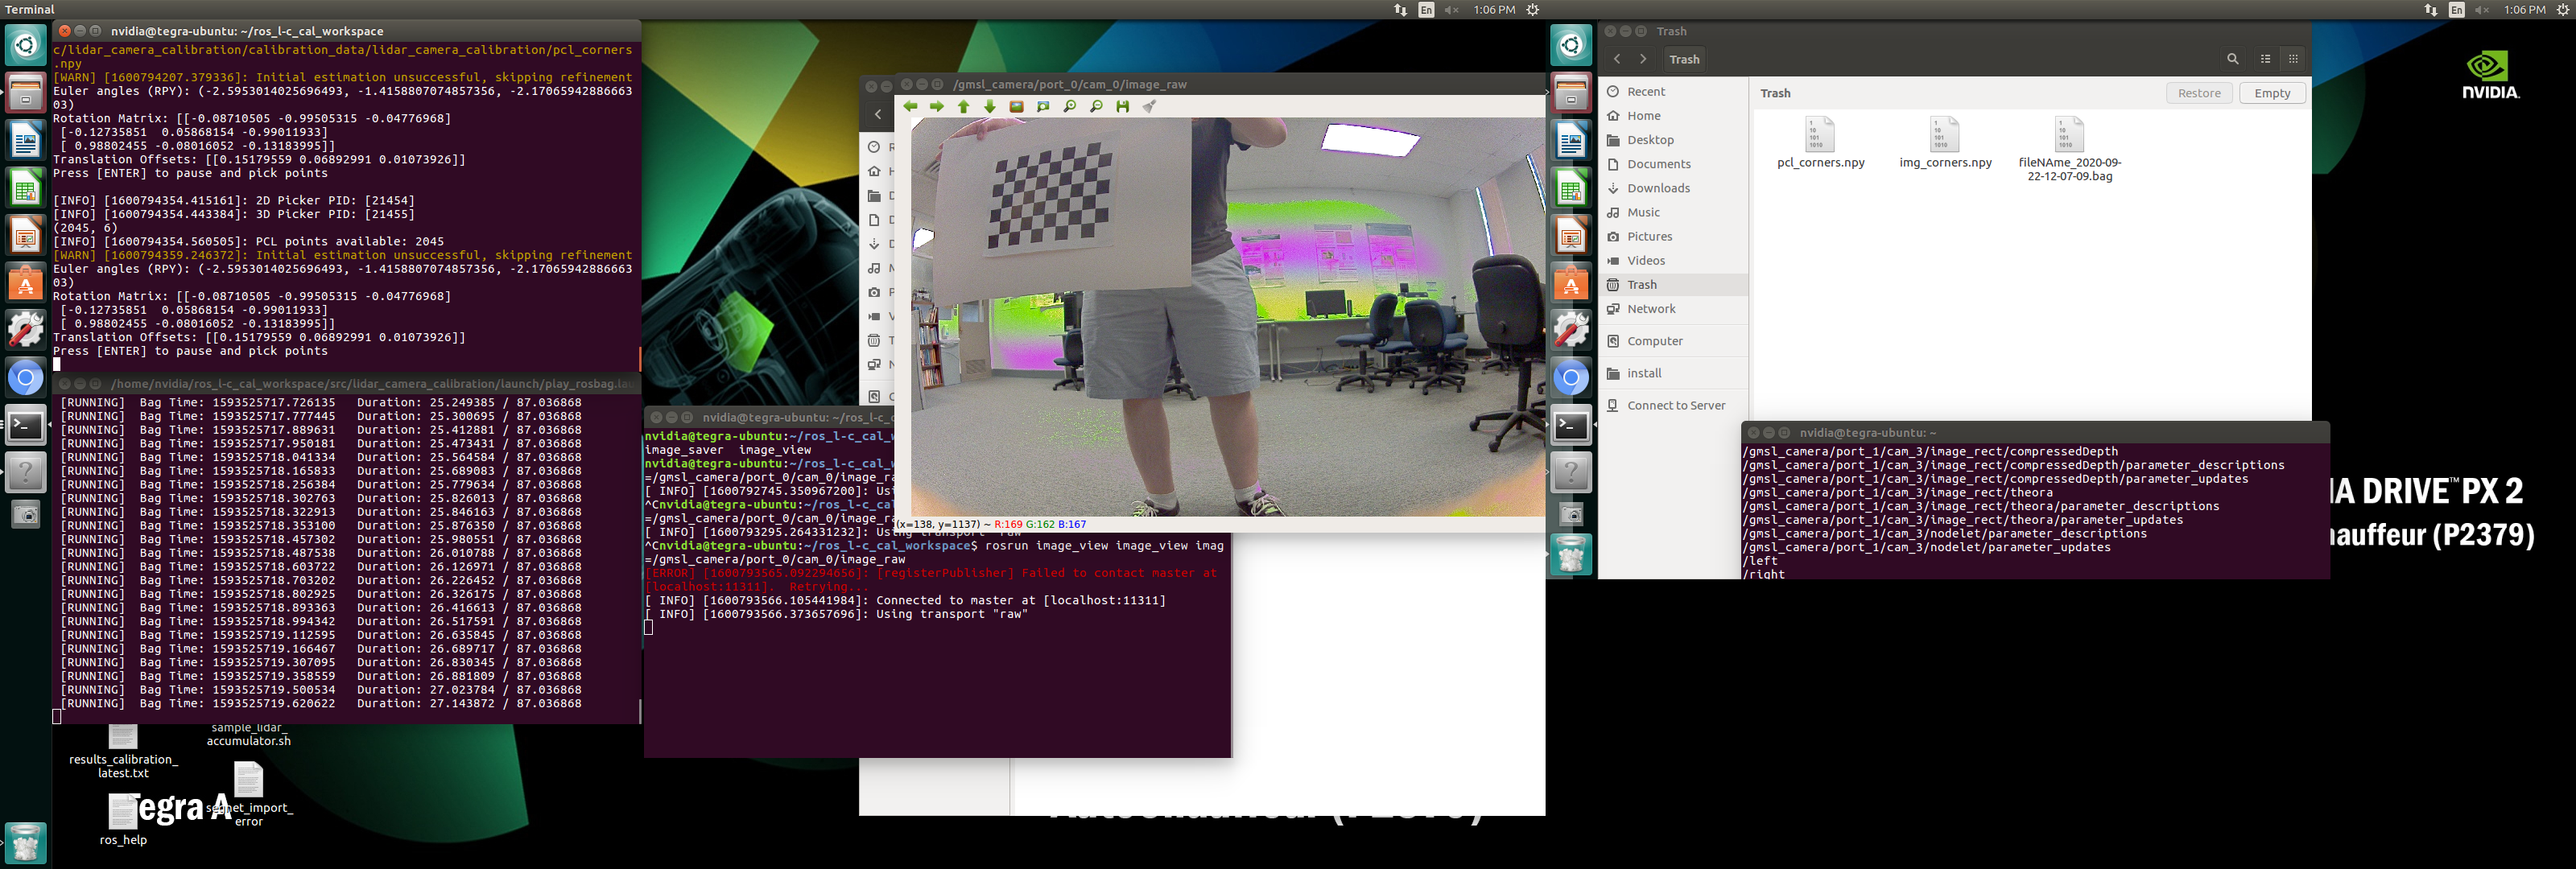 Terminal
En
1:06 PM
nvidia@tegra-ubuntu: ~/ros_l-c_cal_workspace
c/lidar_camera_calibration/calibration_data/lidar_camera_calibration/pcl_corners
.npy
[WARN] [1600794207.379336]: Initial estimation unsuccessful, skipping refinement
Euler angles (RPY): (-2.5953014025696493, -1.4158807074857356, -2.17065942886663
03)
Rotation Matrix: [[-0.08710505 -0.99505315 -0.04776968]
[-0.12735851  0.05868154 -0.99011933]
[ 0.98802455 -0.08016052 -0.13183995]]
Translation Offsets: [[0.15179559 0.06892991 0.01073926]]
Press [ENTER] to pause and pick points
[INFO] [1600794354.415161]: 2D Picker PID: [21454]
[INFO] [1600794354.443384]: 3D Picker PID: [21455]
(2045, 6)
[INFO] [1600794354.560505]: PCL points available: 2045
[WARN] [1600794359.246372]: Initial estimation unsuccessful, skipping refinement
Euler angles (RPY): (-2.5953014025696493, -1.4158807074857356, -2.17065942886663
03)
Rotation Matrix: [[-0.08710505 -0.99505315 -0.04776968]
[-0.12735851  0.05868154 -0.99011933]
[ 0.98802455 -0.08016052 -0.13183995]]
Translation Offsets: [[0.15179559 0.06892991 0.01073926]]
Press [ENTER] to pause and pick points
/home/nvidia/ros_l-c_cal_workspace/src/lidar_camera_calibration/launch/play_rosbag.lau
[RUNNING]  Bag Time: 1593525717.726135   Duration: 25.249385 / 87.036868
[RUNNING]  Bag Time: 1593525717.777445   Duration: 25.300695 / 87.036868
[RUNNING]  Bag Time: 1593525717.889631   Duration: 25.412881 / 87.036868
[RUNNING]  Bag Time: 1593525717.950181   Duration: 25.473431 / 87.036868
[RUNNING]  Bag Time: 1593525718.041334   Duration: 25.564584 / 87.036868
[RUNNING]  Bag Time: 1593525718.165833   Duration: 25.689083 / 87.036868
[RUNNING]  Bag Time: 1593525718.256384   Duration: 25.779634 / 87.036868
[RUNNING]  Bag Time: 1593525718.302763   Duration: 25.826013 / 87.036868
[RUNNING]  Bag Time: 1593525718.322913   Duration: 25.846163 / 87.036868
[RUNNING]  Bag Time: 1593525718.353100   Duration: 25.876350 / 87.036868
[RUNNING]  Bag Time: 1593525718.457302   Duration: 25.980551 / 87.036868
[RUNNING]  Bag Time: 1593525718.487538   Duration: 26.010788 / 87.036868
[RUNNING]  Bag Time: 1593525718.603722   Duration: 26.126971 / 87.036868
[RUNNING]  Bag Time: 1593525718.703202   Duration: 26.226452 / 87.036868
[RUNNING]  Bag Time: 1593525718.802925   Duration: 26.326175 / 87.036868
[RUNNING]  Bag Time: 1593525718.893363   Duration: 26.416613 / 87.036868
[RUNNING]  Bag Time: 1593525718.994342   Duration: 26.517591 / 87.036868
[RUNNING]  Bag Time: 1593525719.112595   Duration: 26.635845 / 87.036868
[RUNNING]  Bag Time: 1593525719.166467   Duration: 26.689717 / 87.036868
[RUNNING]  Bag Time: 1593525719.307095   Duration: 26.830345 / 87.036868
[RUNNING]  Bag Time: 1593525719.358559   Duration: 26.881809 / 87.036868
[RUNNING]  Bag Time: 1593525719.500534   Duration: 27.023784 / 87.036868
[RUNNING]  Bag Time: 1593525719.620622   Duration: 27.143872 / 87.036868
sample_lidar_
accumulator.sh
results_calibration_
latest.txt
Tegra A
segnet_import_
error
ros_help
/gmsl_camera/port_0/cam_0/image_raw
(x=138, y=1137) ~ R:169 G:162 B:167
nvidia@tegra-ubuntu: ~/ros_l-c_ca
nvidia@tegra-ubuntu:~/ros_l-c_cal_w
image_saver  image_view
nvidia@tegra-ubuntu:~/ros_l-c_cal_w
=/gmsl_camera/port_0/cam_0/image_ra
[ INFO] [1600792745.350967200]: Usi
^Cnvidia@tegra-ubuntu:~/ros_l-c_cal
=/gmsl_camera/port_0/cam_0/image_ra
[ INFO] [1600793295.264331232]: Using transport "raw"
^Cnvidia@tegra-ubuntu:~/ros_l-c_cal_workspace$ rosrun image_view image_view imag
=/gmsl_camera/port_0/cam_0/image_raw
[ERROR] [1600793565.092294656]: [registerPublisher] Failed to contact master at
[localhost:11311].  Retrying...
[ INFO] [1600793566.105441984]: Connected to master at [localhost:11311]
[ INFO] [1600793566.373657696]: Using transport "raw"
En
1:06 PM
Trash
Trash
Recent
Home
Desktop
Documents
Downloads
Music
Pictures
Videos
Trash
Network
Computer
install
Connect to Server
Trash
Restore
Empty
pcl_corners.npy
img_corners.npy
fileNAme_2020-09-
22-12-07-09.bag
nvidia@tegra-ubuntu: ~
/gmsl_camera/port_1/cam_3/image_rect/compressedDepth
/gmsl_camera/port_1/cam_3/image_rect/compressedDepth/parameter_descriptions
/gmsl_camera/port_1/cam_3/image_rect/compressedDepth/parameter_updates
/gmsl_camera/port_1/cam_3/image_rect/theora
/gmsl_camera/port_1/cam_3/image_rect/theora/parameter_descriptions
/gmsl_camera/port_1/cam_3/image_rect/theora/parameter_updates
/gmsl_camera/port_1/cam_3/nodelet/parameter_descriptions
/gmsl_camera/port_1/cam_3/nodelet/parameter_updates
/left
/right
NVIDIA.
IA DRIVE™ PX 2
hauffeur (P2379)